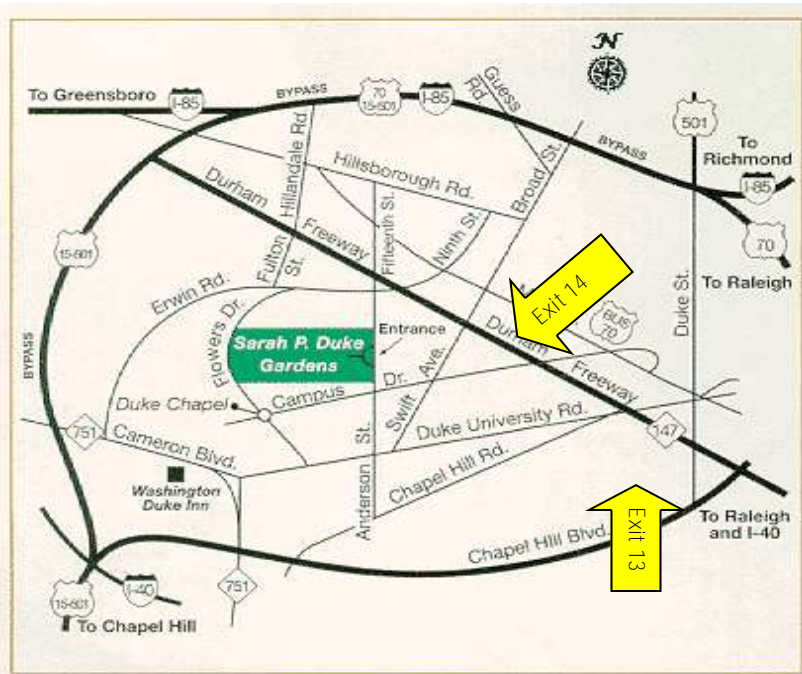 N
To Greensboro
I-85
BYPASS
70
15-501
I-85
Guess
Rd.
BYPASS
501
To
Richmond
I-85
70
To Raleigh
Hillandale Rd
Hillsborough Rd.
Broad St.
Durham
Freeway
Fifteenth St.
Ninth St.
Fulton
St.
15-501
Erwin Rd.
Exit 14
BUS
70
Duke St.
BYPASS
Flowers Dr.
Sarah P. Duke
Gardens
Entrance
Durham
Freeway
Duke Chapel
Campus
Dr.
Swift
Ave.
751
Cameron Blvd.
Duke University Rd.
147
Washington
Duke Inn
Anderson
St.
Chapel Hill Rd.
Exit 13
To Raleigh
and I-40
Chapel Hill Blvd.
751
I-40
15-501
To Chapel Hill